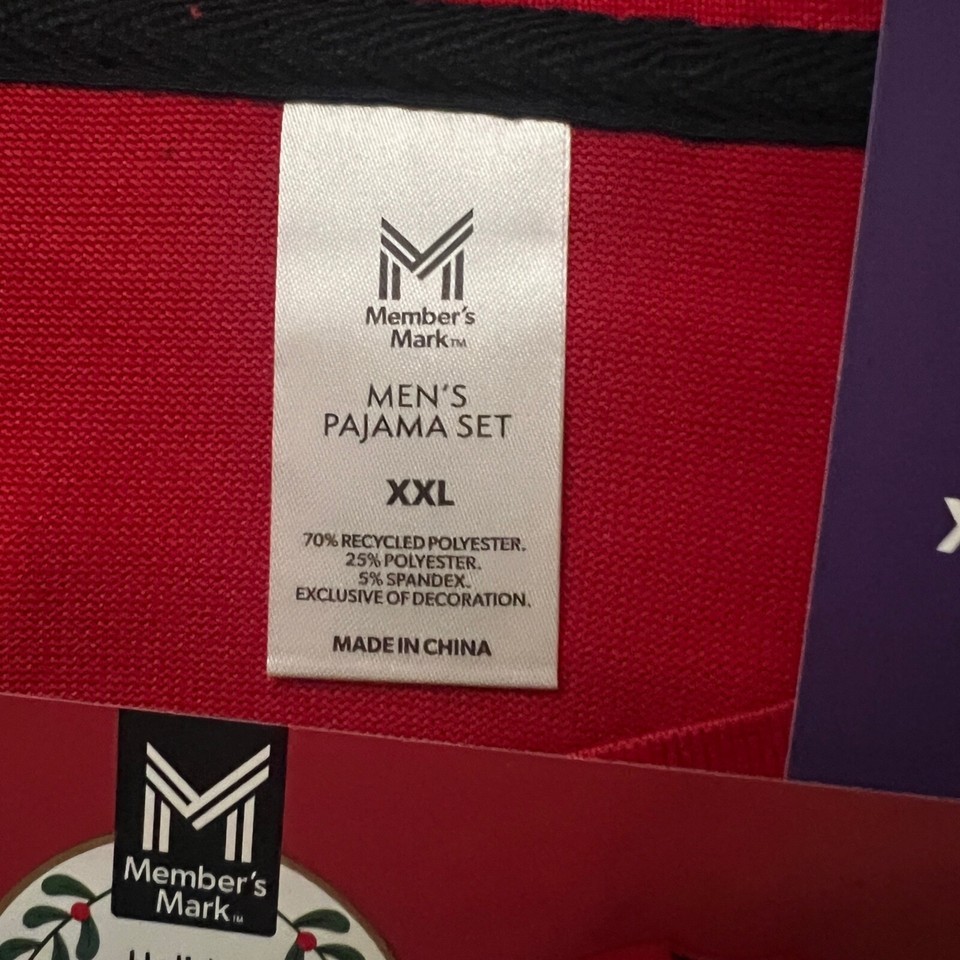 Member's
Mark™
MEN'S
PAJAMA SET
XXL
70% RECYCLED POLYESTER.
25% POLYESTER.
5% SPANDEX.
EXCLUSIVE OF DECORATION.
MADE IN CHINA
Member's
Mark™